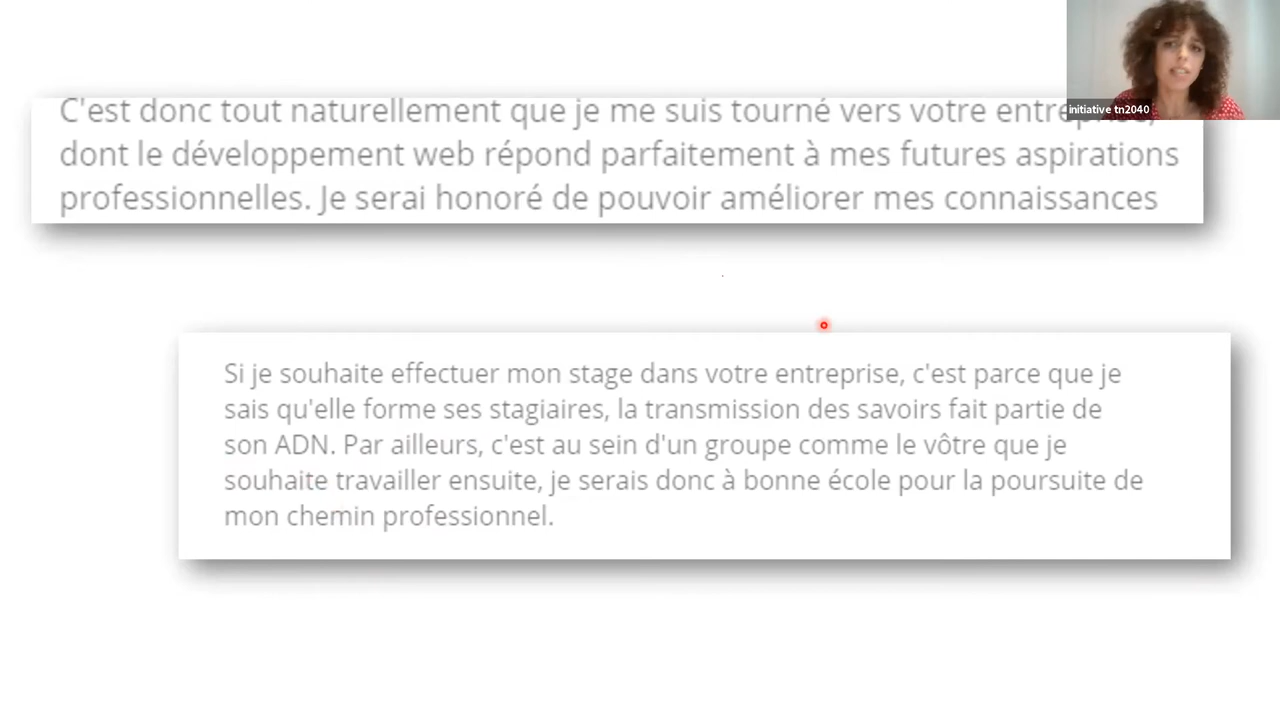 C'est donc tout naturellement que je me suis tourné vers votre
initiative tn2040
dont le développement web répond parfaitement à mes futures aspirations
professionnelles. Je serai honoré de pouvoir améliorer mes connaissances
Si je souhaite effectuer mon stage dans votre entreprise, c'est parce que je
sais qu'elle forme ses stagiaires, la transmission des savoirs fait partie de
son ADN. Par ailleurs, c'est au sein d'un groupe comme le vôtre que je
souhaite travailler ensuite, je serais donc à bonne école pour la poursuite de
mon chemin professionnel.